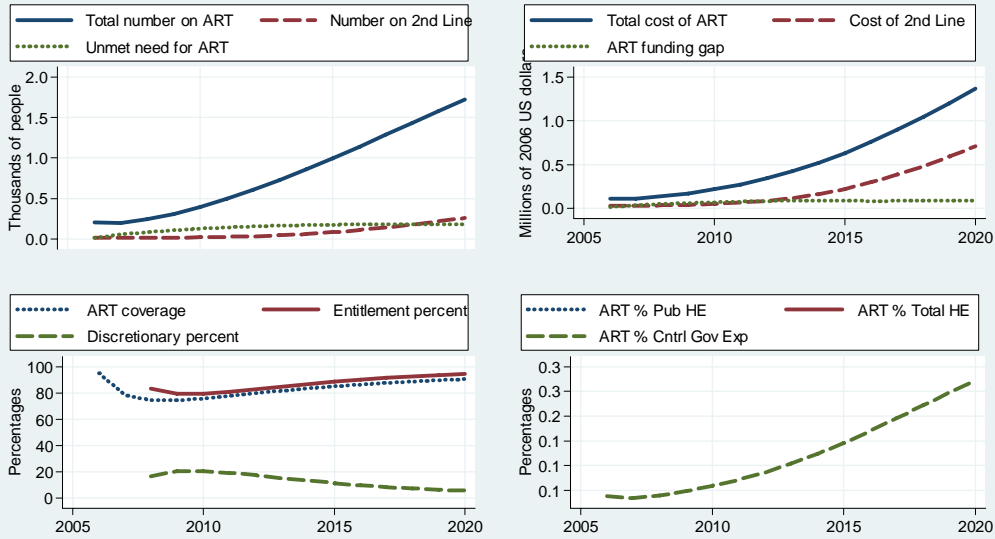 Total number on ART Number on 2nd Line
Unmet need for ART
Thousands of people
2.0
1.5
1.0
0.5
0.0
Total cost of ART Cost of 2nd Line
ART funding gap
Millions of 2006 US dolla
1.5
1.0
0.5
0.0
2005 2010 2015 2020
ART coverage Entitlement percent
Discretionary percent
Percentages
100
80
60
40
20
0
2005 2010 2015 2020
ART % Pub HE ART % Total HE
ART % Cntrl Gov Exp
Percentages
0.3
0.2
0.1
0.1
0.1
2005 2010 2015 2020